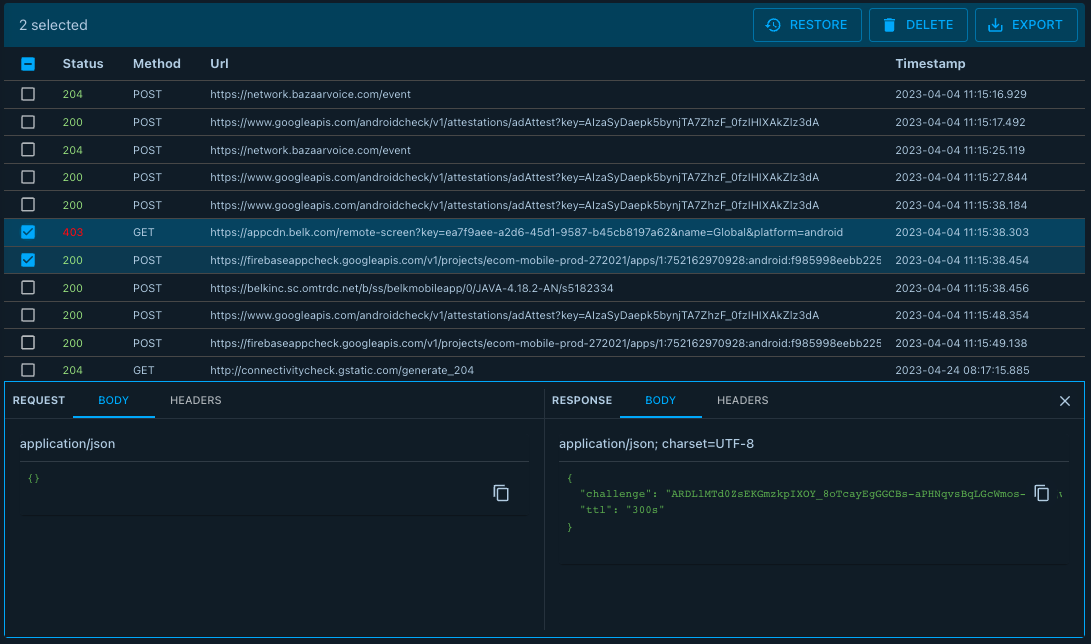 2 selected RESTORE DELETE EXPORT
Status Method Url Timestamp
204 POST https://network.bazaarvoice.com/event 2023-04-04 11:15:16.929
200 POST https://www.googleapis.com/androidcheck/v1/attestations/adAttest?key=AIzaSyDaepk5bynjTA7ZhzF_0fzIHIXAkZIz3dA 2023-04-04 11:15:17.492
204 POST https://network.bazaarvoice.com/event 2023-04-04 11:15:25.119
200 POST https://www.googleapis.com/androidcheck/v1/attestations/adAttest?key=AIzaSyDaepk5bynjTA7ZhzF_0fzIHIXAkZIz3dA 2023-04-04 11:15:27.844
200 POST https://www.googleapis.com/androidcheck/v1/attestations/adAttest?key=AIzaSyDaepk5bynjTA7ZhzF_0fzIHIXAkZIz3dA 2023-04-04 11:15:38.184
403 GET https://appcdn.belk.com/remote-screen?key=ea7f9aee-a2d6-45d1-9587-b45cb8197a62&name=Global&platform=android 2023-04-04 11:15:38.303
200 POST https://firebaseappcheck.googleapis.com/v1/projects/ecom-mobile-prod-272021/apps/1:752162970928:android:f985998eebb225 2023-04-04 11:15:38.454
200 POST https://belkinc.sc.omtrdc.net/b/ss/belkmobileapp/0/JAVA-4.18.2-AN/s5182334 2023-04-04 11:15:38.456
200 POST https://www.googleapis.com/androidcheck/v1/attestations/adAttest?key=AIzaSyDaepk5bynjTA7ZhzF_0fzIHIXAkZIz3dA 2023-04-04 11:15:48.354
200 POST https://firebaseappcheck.googleapis.com/v1/projects/ecom-mobile-prod-272021/apps/1:752162970928:android:f985998eebb225 2023-04-04 11:15:49.138
204 GET http://connectivitycheck.gstatic.com/generate_204 2023-04-24 08:17:15.885
REQUEST BODY HEADERS
application/json
{}
RESPONSE BODY HEADERS
application/json; charset=UTF-8
{
"challenge": "ARDLlMTd0ZsEKGmzkpIXOY_8oTcayEgGGCBs-aPHNqvsBqLGcWmos-
"ttl": "300s"
}